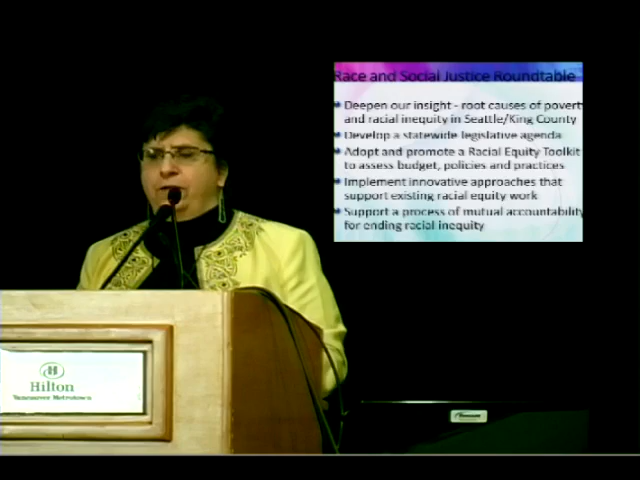 Race and Social Justice Roundtable
Deepen our insight - root causes of povert
and racial inequity in Seattle/King County
Develop a statewide legislative agenda
Adopt and promote a Racial Equity Toolkit
to assess budget, policies and practices
Implement innovative approaches that
support existing racial equity work
Support a process of mutual accountability
for ending racial inequity
H
Hilton
Vancouver Metrotown